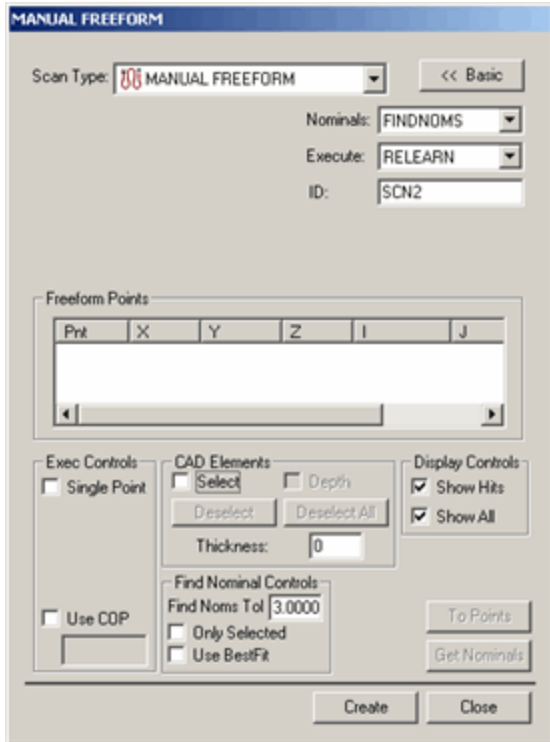 MANUAL FREEFORM
Scan Type: MANUAL FREEFORM << Basic
Nominals: FINDNOMS
Execute: RELEARN
ID: SCN2
Freeform Points
Pnt X Y Z I J
Exec Controls CAD Elements Display Controls
Single Point Select Depth Show Hits
Deselect Deselect All Show All
Thickness: 0
Find Nominal Controls
Find Noms Tol 3.0000
Use COP Only Selected To Points
Use BestFit Get Nominals
Create Close